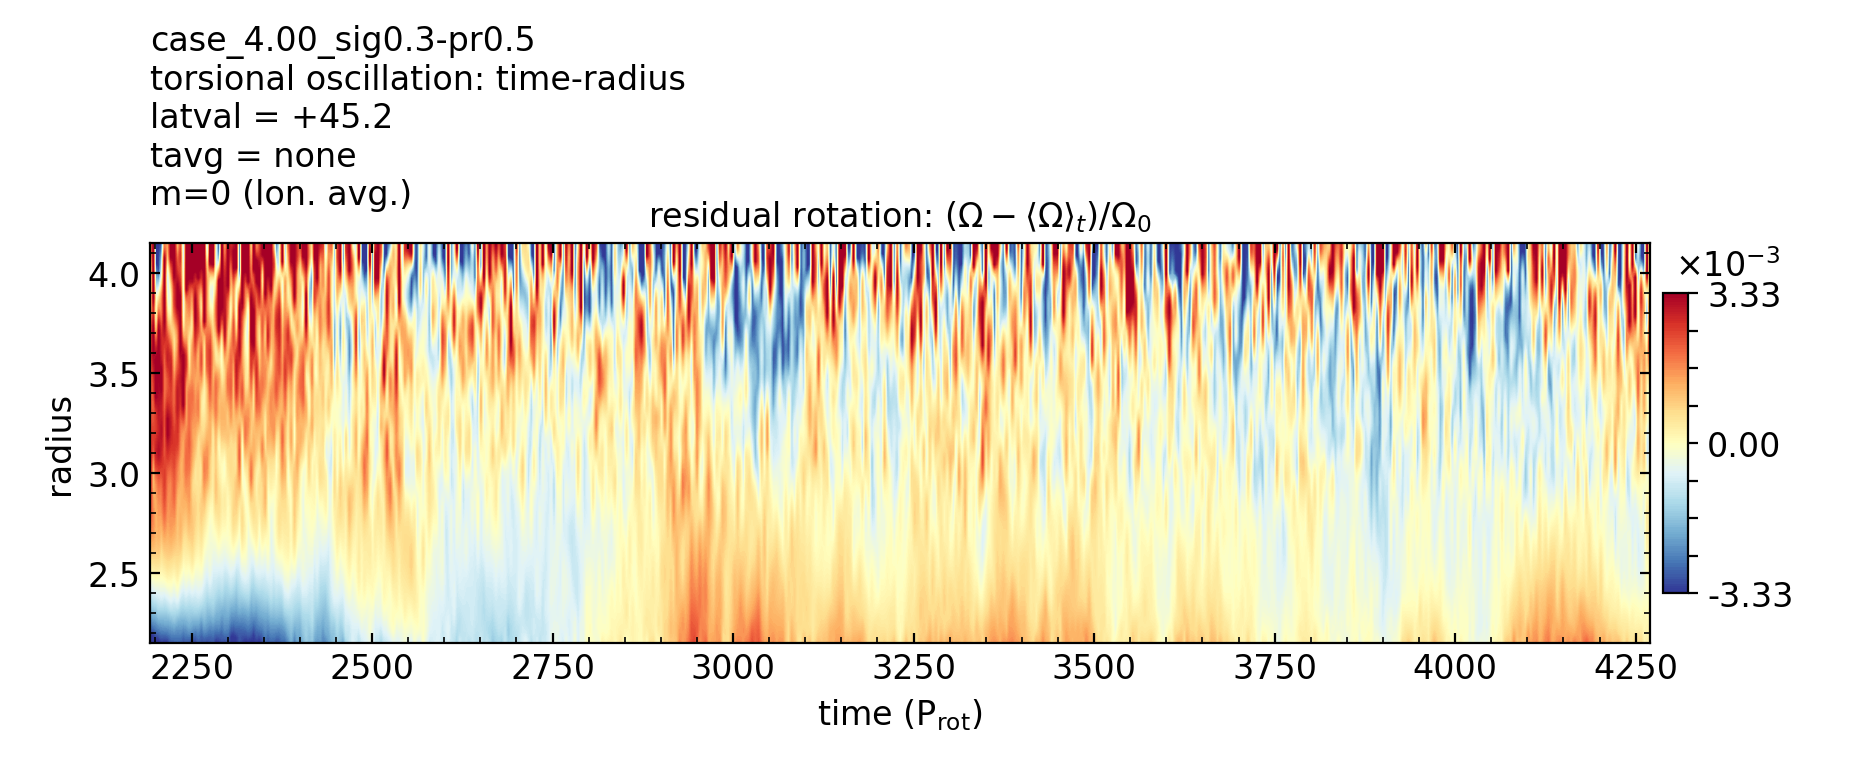 case_4.00_sig0.3-pr0.5
torsional oscillation: time-radius
latval = +45.2
tavg = none
m=0 (lon. avg.)
residual rotation: (Ω − ⟨Ω⟩ₜ)/Ω₀
×10⁻³
4.0
3.5
3.0
2.5
radius
3.33
0.00
-3.33
2250 2500 2750 3000 3250 3500 3750 4000 4250
time (P_rot)